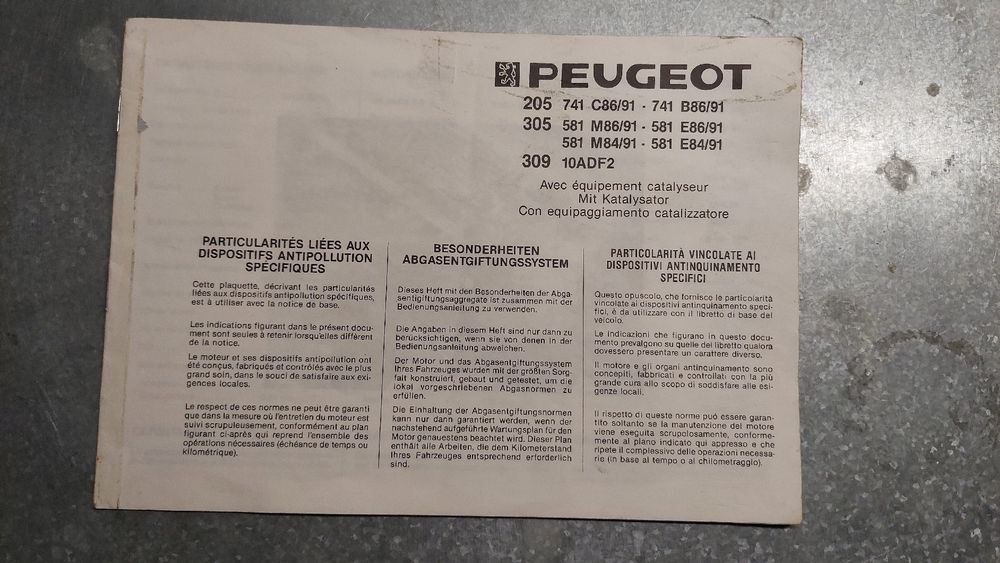 PEUGEOT
205 741 C86/91 - 741 B86/91
305 581 M86/91 - 581 E86/91
581 M84/91 - 581 E84/91
309 10ADF2
Avec équipement catalyseur
Mit Katalysator
Con equipaggiamento catalizzatore
PARTICULARITÉS LIÉES AUX
DISPOSITIFS ANTIPOLLUTION
SPÉCIFIQUES
Cette plaquette, décrivant les particularités
liées aux dispositifs antipollution spécifiques,
est à utiliser avec la notice de base.
Les indications figurant dans le présent docu-
ment sont seules à retenir lorsqu'elles diffèrent
de la notice.
Le moteur et ses dispositifs antipollution ont
été conçus, fabriqués et contrôlés avec le plus
grand soin, dans le souci de satisfaire aux exi-
gences locales.
Le respect de ces normes ne peut être garanti
que dans la mesure où l'entretien du moteur est
suivi scrupuleusement, conformément au plan
figurant ci-après qui reprend l'ensemble des
opérations nécessaires (échéance de temps ou
kilométrique).
BESONDERHEITEN
ABGASENTGIFTUNGSSYSTEM
Dieses Heft mit den Besonderheiten der Abga-
sentigiftungsaggregate ist zusammen mit der
Bedienungsanleitung zu verwenden.
Die Angaben in diesem Heft sind nur dann zu
berücksichtigen, wenn sie von denen in der
Bedienungsanleitung abweichen.
Der Motor und das Abgasentgiftungssystem
Ihres Fahrzeuges wurden mit der größten Sorg-
falt konstruiert, gebaut und getestet, um die
lokal vorgeschriebenen Abgasnormen zu
erfüllen.
Die Einhaltung der Abgasentgiftungsnormen
kann nur dann garantiert werden, wenn der
nachstehend aufgeführte Wartungsplan für den
Motor genauestens beachtet wird. Dieser Plan
enthält alle Arbeiten, die dem Kilometerstand
Ihres Fahrzeuges entsprechend erforderlich
sind.
PARTICOLARITÀ VINCOLATE AI
DISPOSITIVI ANTINQUINAMENTO
SPECIFICI
Questo opuscolo, che fornisce le particolarità
vincolate ai dispositivi antinquinamento speci-
fici, è da utilizzare con il libretto di base del
veicolo.
Le indicazioni che figurano in questo docu-
mento prevalgono su quelle del libretto qualora
dovessero presentare un carattere diverso.
Il motore e gli organi antinquinamento sono
concepiti, fabbricati e controllati con la più
grande cura allo scopo di soddisfare alle esi-
genze locali.
Il rispetto di queste norme può essere garan-
tito soltanto se la manutenzione del motore
viene eseguita scrupolosamente, conforme-
mente al piano indicato qui appresso e che
ripete il complessivo delle operazioni necessa-
rie (in base al tempo o al chilometraggio).